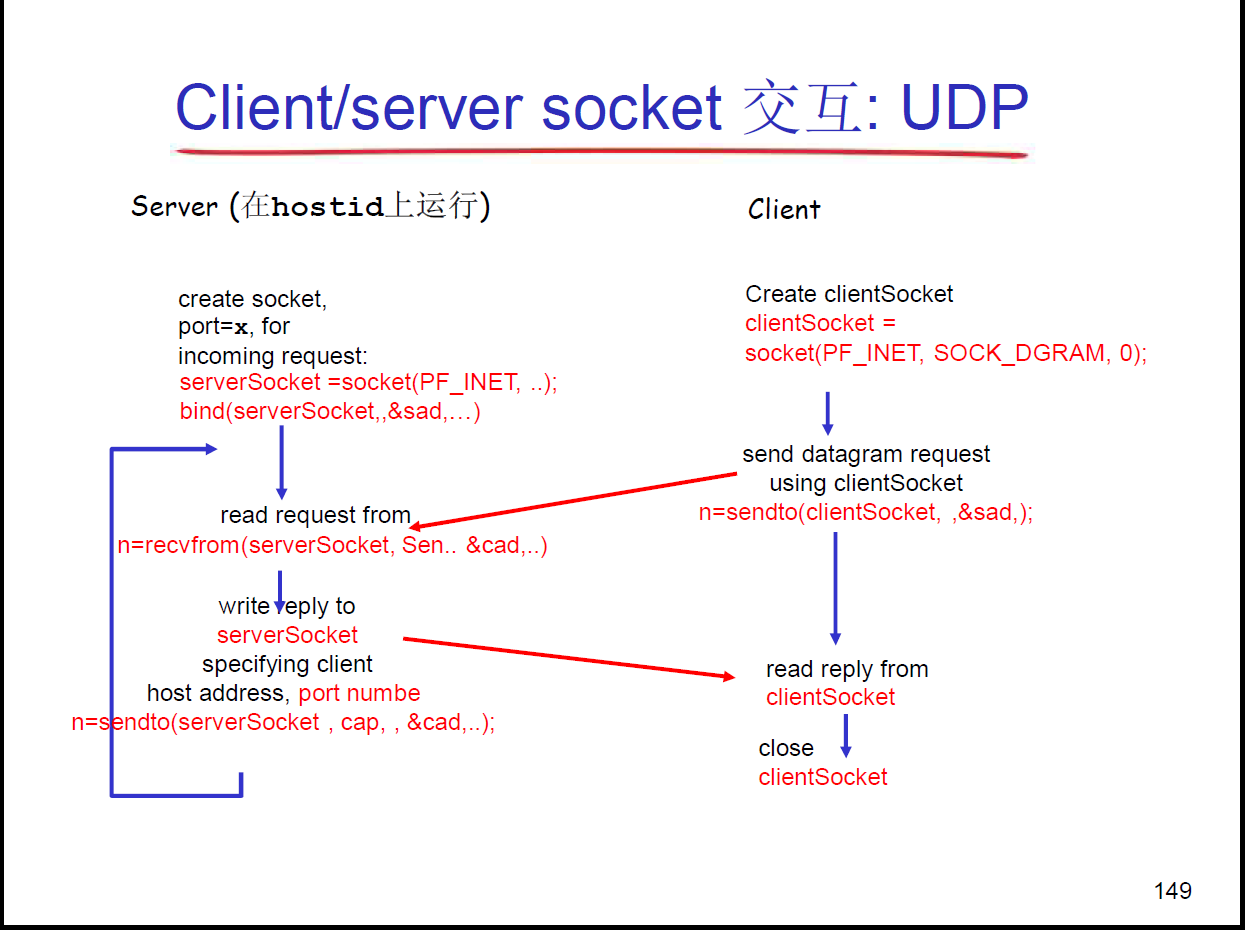 Client/server socket 交互: UDP
Server (在hostid上运行)
create socket,
port=x, for
incoming request:
serverSocket =socket(PF_INET, ..);
bind(serverSocket,,&sad,…)
read request from
n=recvfrom(serverSocket, Sen.. &cad,..)
write reply to
serverSocket
specifying client
host address, port numbe
n=sendto(serverSocket , cap, , &cad,..);
Client
Create clientSocket
clientSocket =
socket(PF_INET, SOCK_DGRAM, 0);
send datagram request
using clientSocket
n=sendto(clientSocket, ,&sad,);
read reply from
clientSocket
close
clientSocket
149